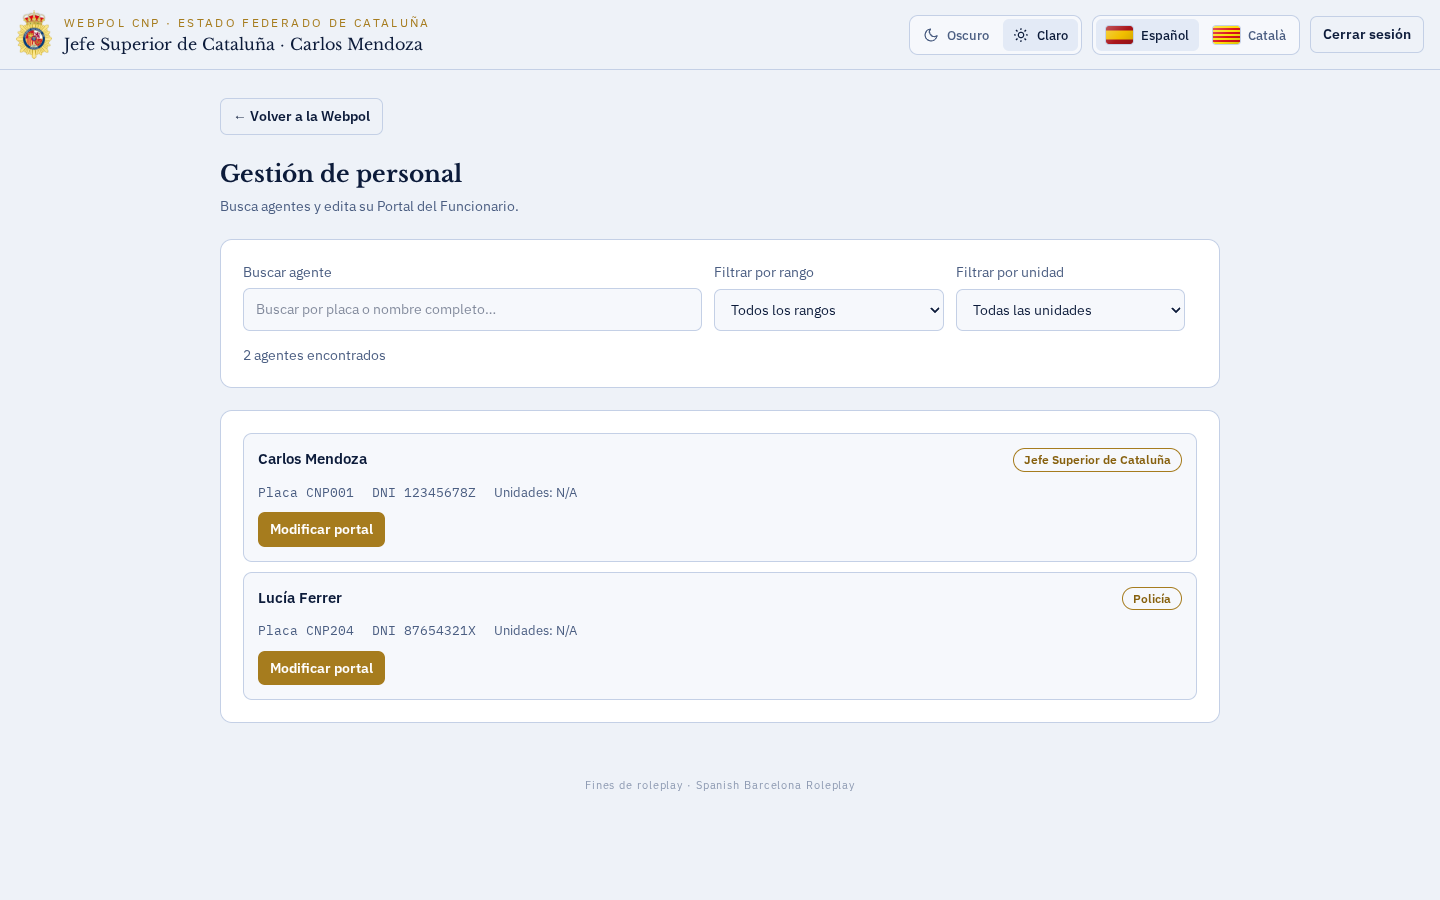 WEBPOL CNP · ESTADO FEDERADO DE CATALUÑA
Jefe Superior de Cataluña · Carlos Mendoza
Oscuro
Claro
Español
Català
Cerrar sesión
← Volver a la Webpol
Gestión de personal
Busca agentes y edita su Portal del Funcionario.
Buscar agente
Filtrar por rango
Filtrar por unidad
Buscar por placa o nombre completo...
Todos los rangos
Todas las unidades
2 agentes encontrados
Carlos Mendoza
Jefe Superior de Cataluña
Placa CNP001 DNI 12345678Z Unidades: N/A
Modificar portal
Lucía Ferrer
Policía
Placa CNP204 DNI 87654321X Unidades: N/A
Modificar portal
Fines de roleplay · Spanish Barcelona Roleplay